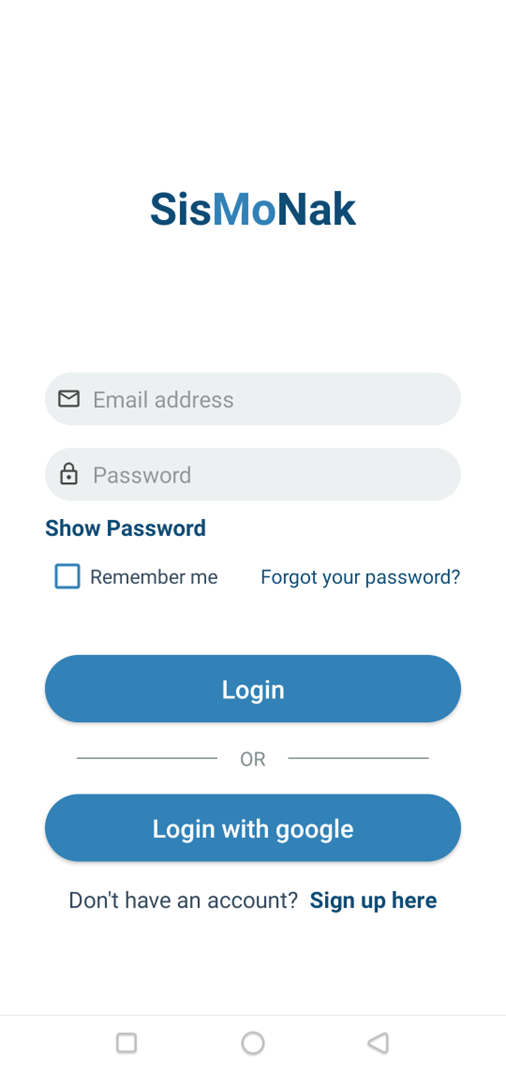 SisMoNak
Email address
Password
Show Password
Remember me
Forgot your password?
Login
OR
Login with google
Don't have an account? Sign up here